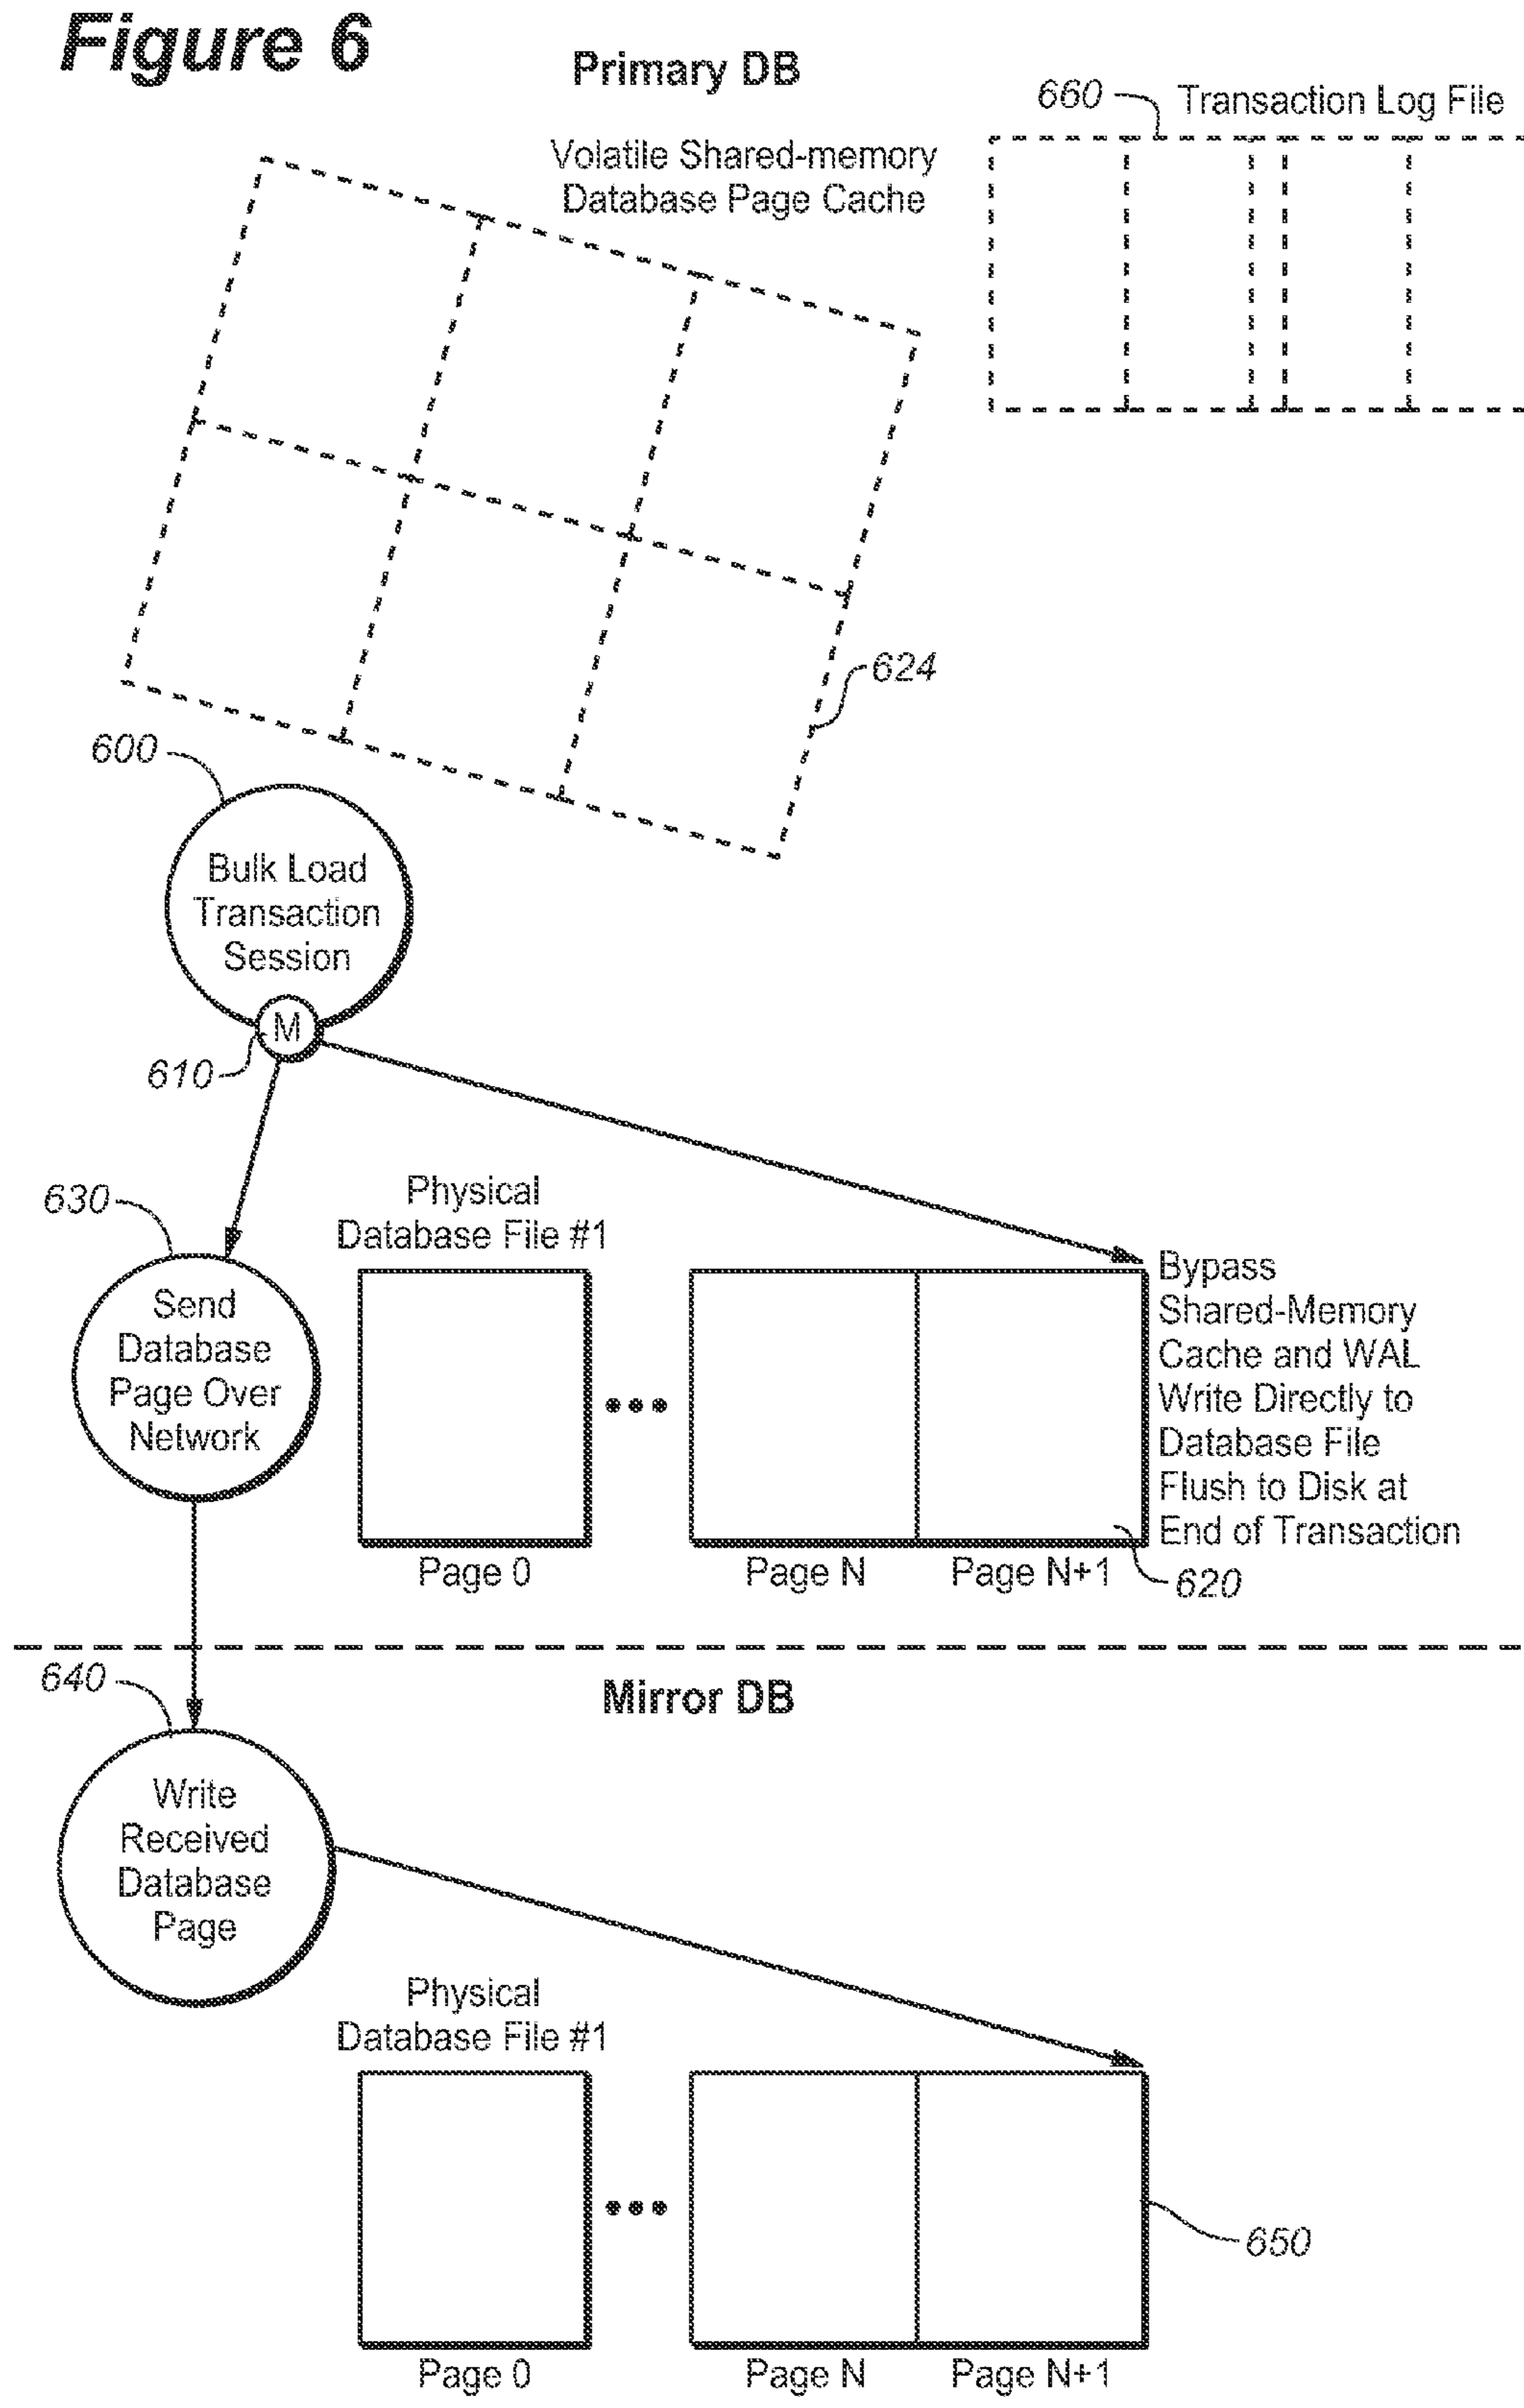 Figure 6
Primary DB
660
Transaction Log File
Volatile Shared-memory
Database Page Cache
624
600
Bulk Load
Transaction
Session
M
610
630
Physical
Database File #1
Send
Database
Page Over
Network
Bypass
Shared-Memory
Cache and WAL
Write Directly to
Database File
Flush to Disk at
End of Transaction
Page 0
Page N
Page N+1
620
640
Mirror DB
Write
Received
Database
Page
Physical
Database File #1
650
Page 0
Page N
Page N+1